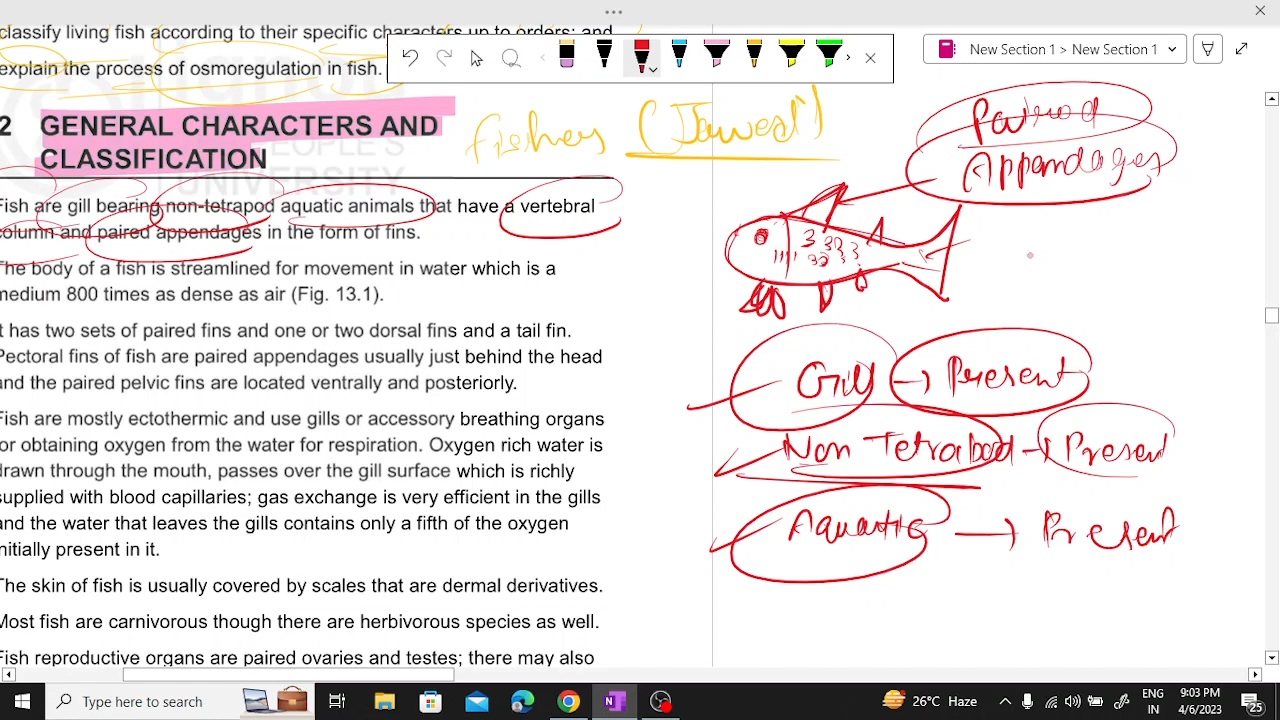 classify living fish according to their specific characters up to orders; and
explain the process of osmoregulation in fish.
2 GENERAL CHARACTERS AND
CLASSIFICATION
PEOPLE'S
UNIVERSITY
Fish are gill bearing non-tetrapod aquatic animals that have a vertebral
column and paired appendages in the form of fins.
The body of a fish is streamlined for movement in water which is a
medium 800 times as dense as air (Fig. 13.1).
It has two sets of paired fins and one or two dorsal fins and a tail fin.
Pectoral fins of fish are paired appendages usually just behind the head
and the paired pelvic fins are located ventrally and posteriorly.
Fish are mostly ectothermic and use gills or accessory breathing organs
for obtaining oxygen from the water for respiration. Oxygen rich water is
drawn through the mouth, passes over the gill surface which is richly
supplied with blood capillaries; gas exchange is very efficient in the gills
and the water that leaves the gills contains only a fifth of the oxygen
initially present in it.
The skin of fish is usually covered by scales that are dermal derivatives.
Most fish are carnivorous though there are herbivorous species as well.
Fish reproductive organs are paired ovaries and testes; there may also
New Section 1 > New Section 1
Fishes (Jawed)
Paired
Appendages
Gill → Present
Non Tetrapod → Present
Aquatic → Present
Type here to search
26°C Haze
ENG
IN
9:03 PM
4/6/2023
25